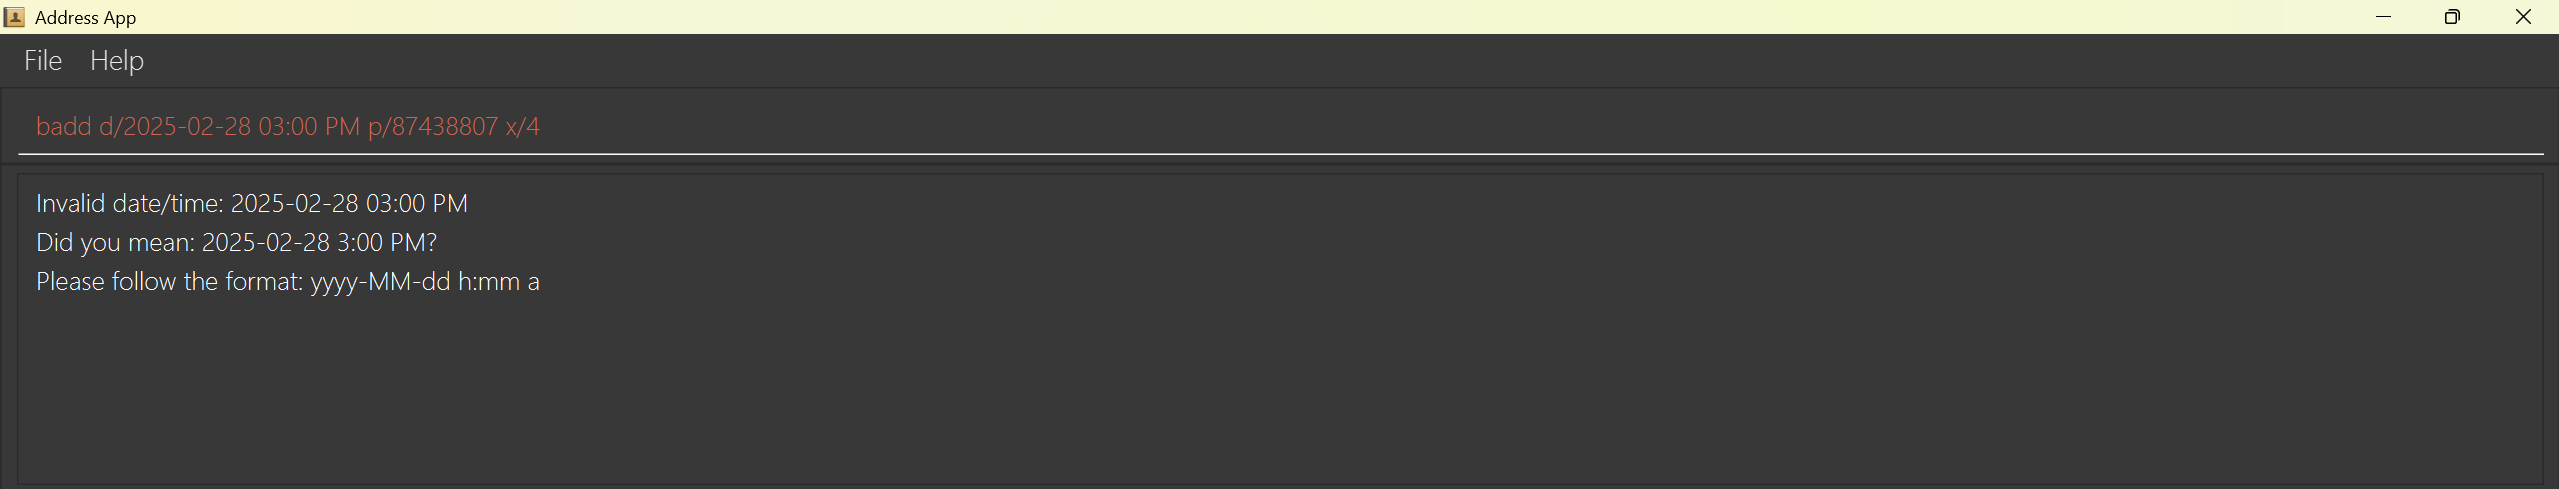 Address App
File Help
badd d/2025-02-28 03:00 PM p/87438807 x/4
Invalid date/time: 2025-02-28 03:00 PM
Did you mean: 2025-02-28 3:00 PM?
Please follow the format: yyyy-MM-dd h:mm a